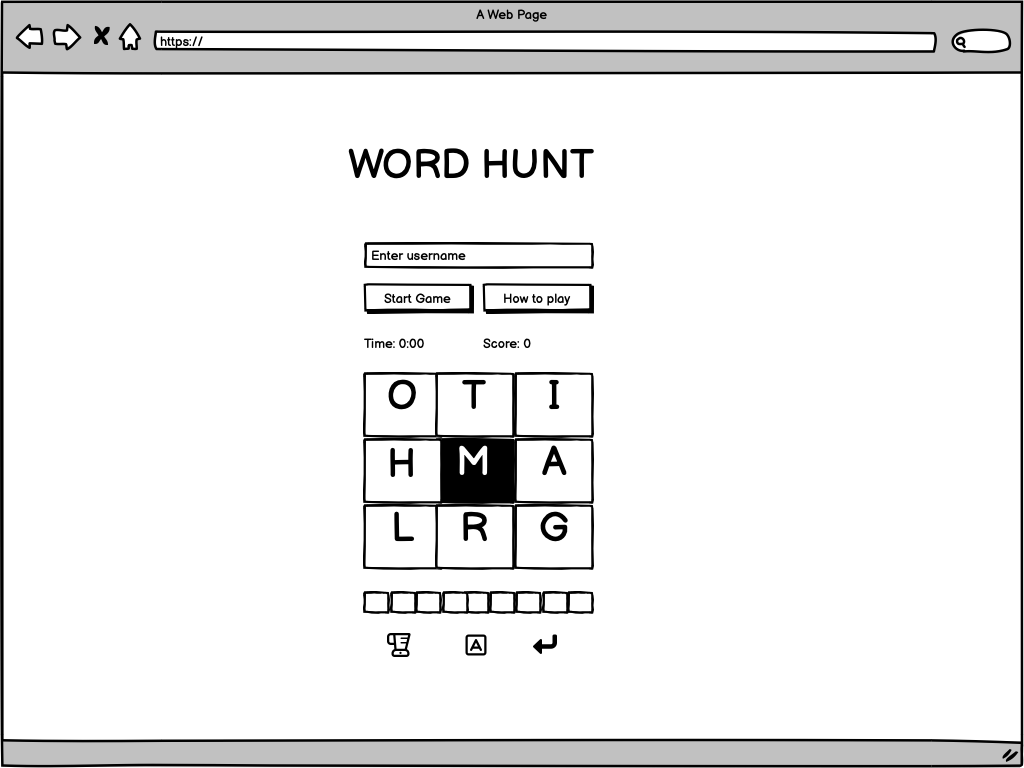 A Web Page
https://
WORD HUNT
Enter username
Start Game How to play
Time: 0:00 Score: 0
O T I
H M A
L R G
A